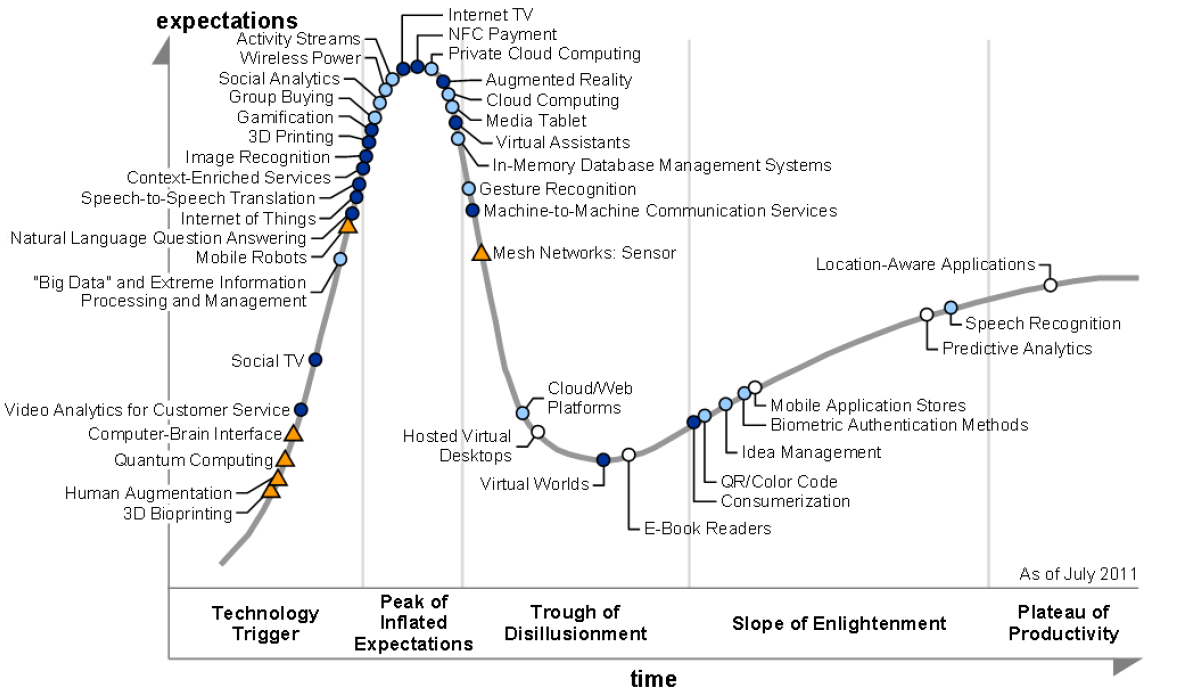 expectations
Internet TV
NFC Payment
Activity Streams
Wireless Power
Private Cloud Computing
Social Analytics
Augmented Reality
Group Buying
Cloud Computing
Gamification
Media Tablet
3D Printing
Virtual Assistants
Image Recognition
In-Memory Database Management Systems
Context-Enriched Services
Gesture Recognition
Speech-to-Speech Translation
Machine-to-Machine Communication Services
Internet of Things
Natural Language Question Answering
Mobile Robots
Mesh Networks: Sensor
"Big Data" and Extreme Information
Processing and Management
Location-Aware Applications
Speech Recognition
Predictive Analytics
Social TV
Video Analytics for Customer Service
Cloud/Web
Platforms
Computer-Brain Interface
Hosted Virtual
Desktops
Mobile Application Stores
Biometric Authentication Methods
Quantum Computing
Idea Management
Human Augmentation
Virtual Worlds
QR/Color Code
3D Bioprinting
Consumerization
E-Book Readers
As of July 2011
Technology
Trigger
Peak of
Inflated
Expectations
Trough of
Disillusionment
Slope of Enlightenment
Plateau of
Productivity
time